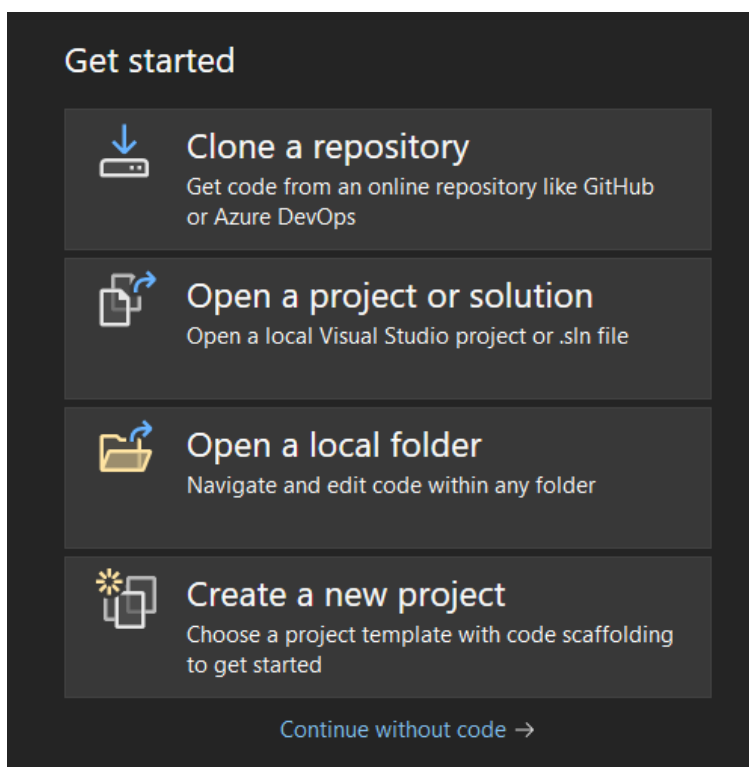 Get started
Clone a repository
Get code from an online repository like GitHub
or Azure DevOps
Open a project or solution
Open a local Visual Studio project or .sln file
Open a local folder
Navigate and edit code within any folder
Create a new project
Choose a project template with code scaffolding
to get started
Continue without code →